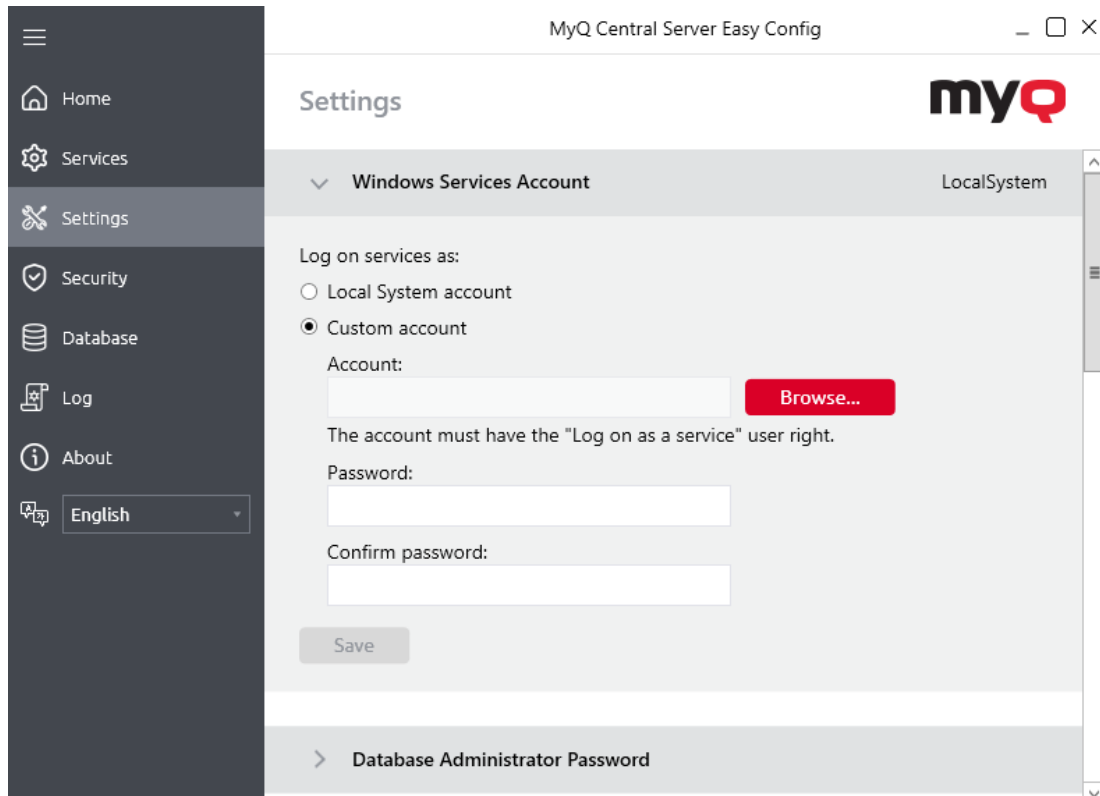 MyQ Central Server Easy Config
Home
Services
Settings
Security
Database
Log
About
English
Settings
myQ
Windows Services Account LocalSystem
Log on services as:
Local System account
Custom account
Account:
Browse...
The account must have the "Log on as a service" user right.
Password:
Confirm password:
Save
Database Administrator Password